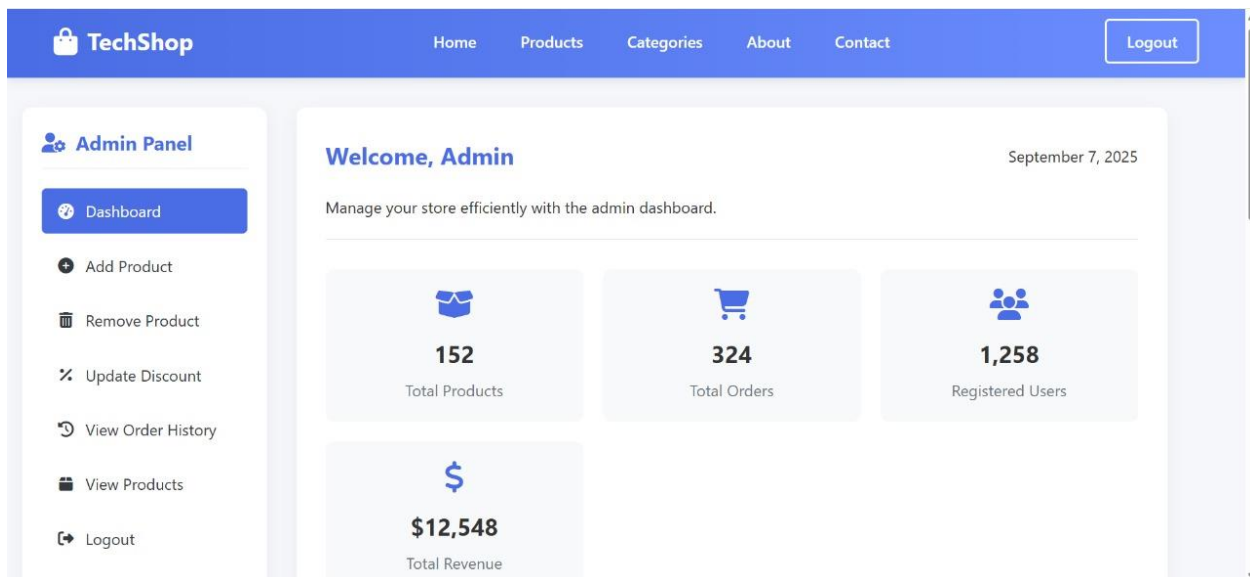 TechShop
Home Products Categories About Contact
Logout
Admin Panel
Dashboard
Add Product
Remove Product
Update Discount
View Order History
View Products
Logout
Welcome, Admin
September 7, 2025
Manage your store efficiently with the admin dashboard.
152
Total Products
324
Total Orders
1,258
Registered Users
$12,548
Total Revenue